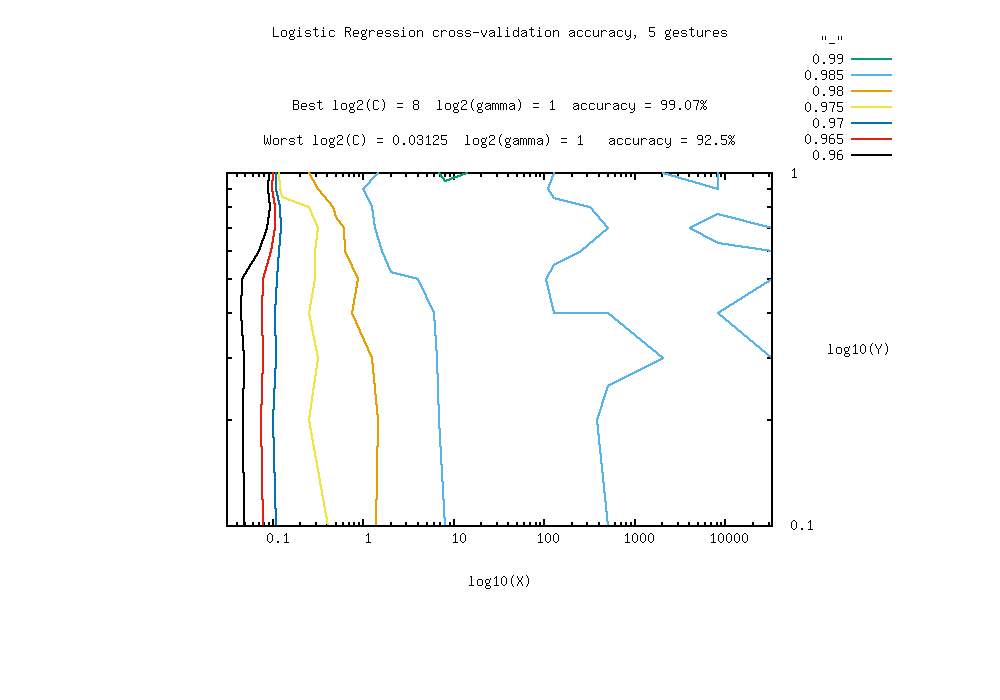 Logistic Regression cross-validation accuracy, 5 gestures
"_"
0.99
0.985
0.98
0.975
0.97
0.965
0.96
Best log2(C) = 8  log2(gamma) = 1  accuracy = 99.07%
Worst log2(C) = 0.03125  log2(gamma) = 1   accuracy = 92.5%
1
log10(Y)
0.1
0.1 1 10 100 1000 10000
log10(X)